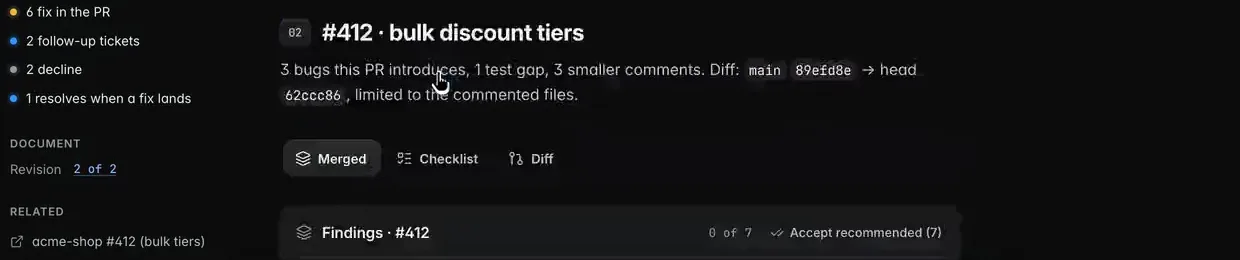 6 fix in the PR
2 follow-up tickets
2 decline
1 resolves when a fix lands
DOCUMENT
Revision 2 of 2
RELATED
acme-shop #412 (bulk tiers)
02 #412 · bulk discount tiers
3 bugs this PR introduces, 1 test gap, 3 smaller comments. Diff: main 89efd8e → head
62ccc86, limited to the commented files.
Merged Checklist Diff
Findings · #412 0 of 7 Accept recommended (7)